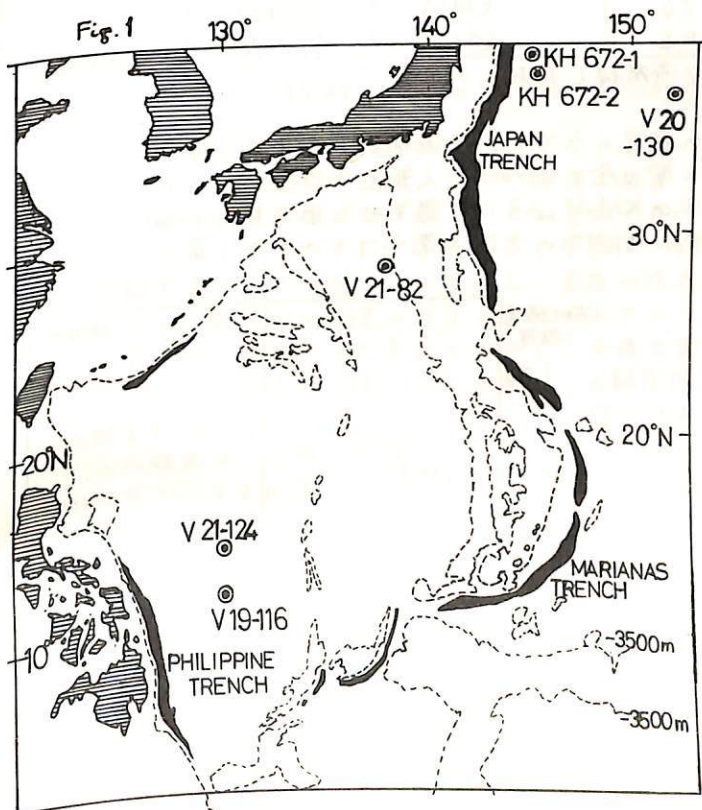 Fig. 1
130°
140°
150°
KH 672-1
KH 672-2
V 20
-130
JAPAN
TRENCH
30°N
V 21-82
20°N
20N
V 21-124
V 19-116
MARIANAS
TRENCH
10
PHILIPPINE
TRENCH
-3500m
-3500m